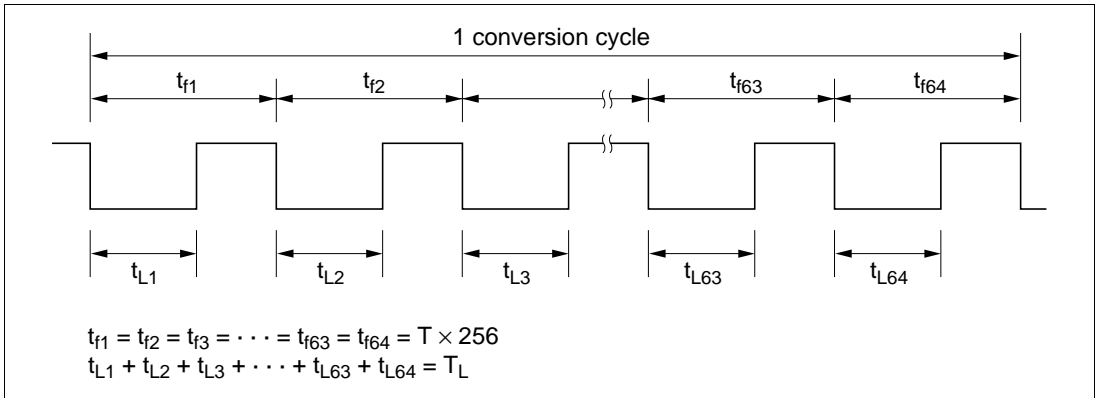 1 conversion cycle
tf1 tf2 tf63 tf64
tL1 tL2 tL3 tL63 tL64
tf1 = tf2 = tf3 = · · · = tf63 = tf64 = T × 256
tL1 + tL2 + tL3 + · · · + tL63 + tL64 = TL